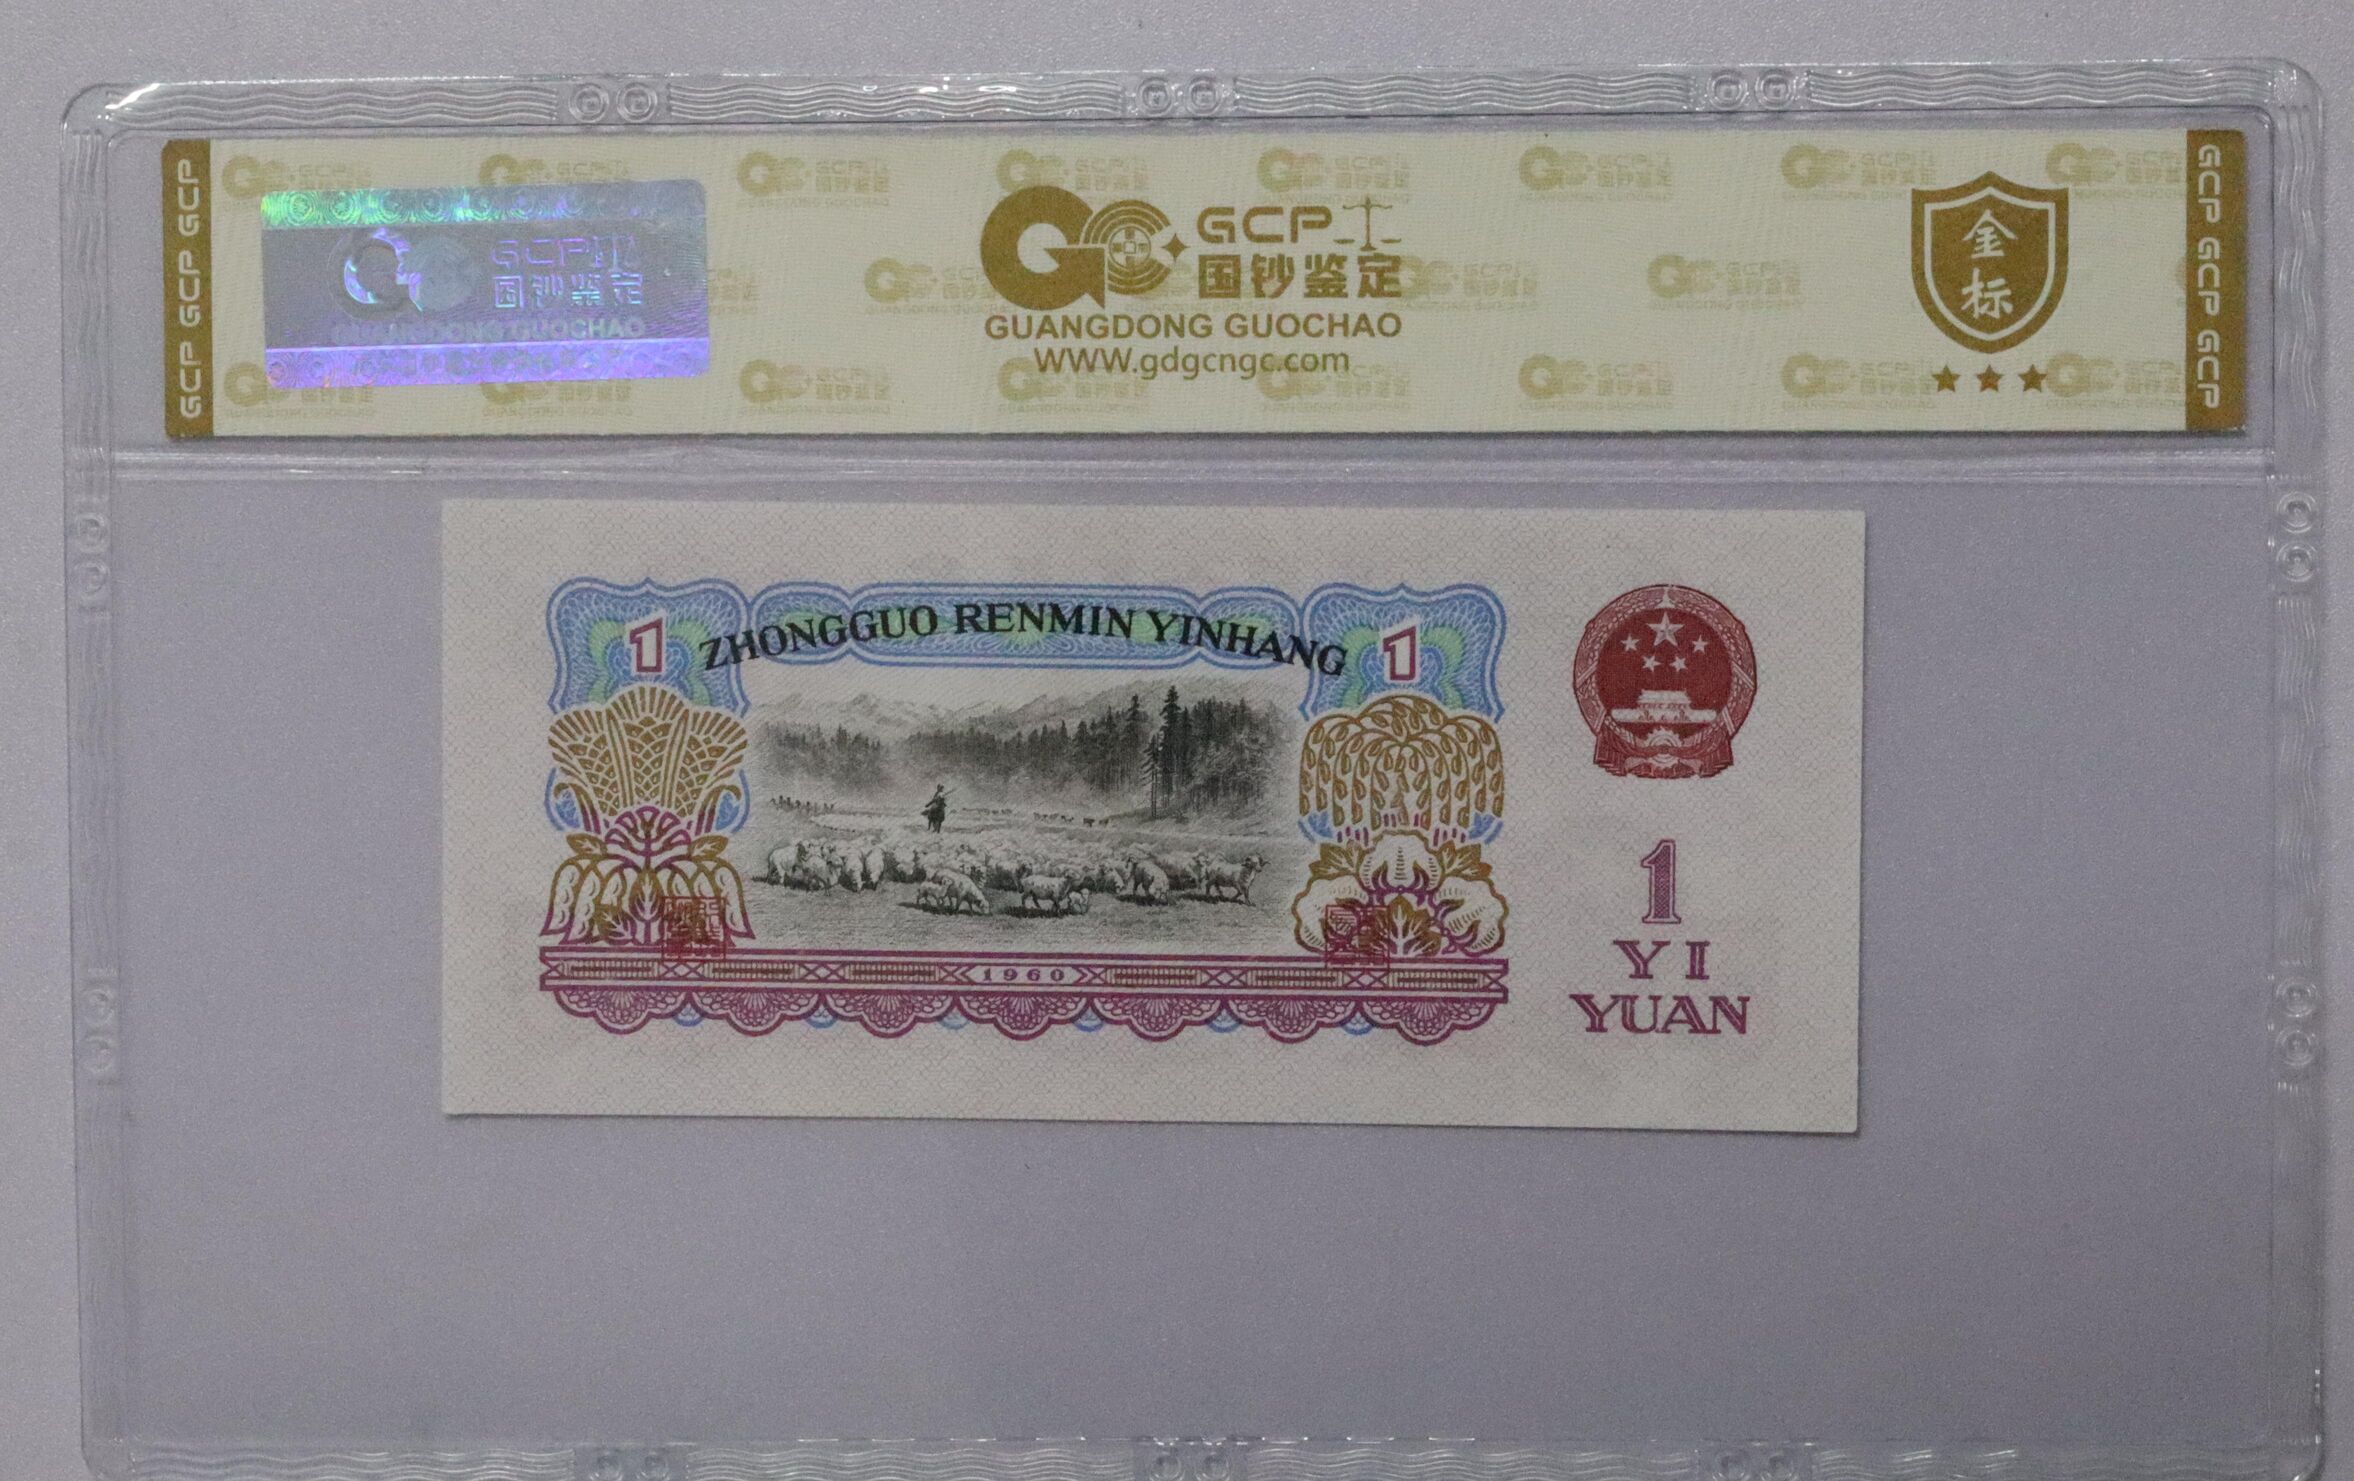 GCP GCP GCP
GCP
国钞鉴定
GUANGDONG GUOCHAO
GCP
国钞鉴定
GUANGDONG GUOCHAO
WWW.gdgcngc.com
金
标
GCP GCP GCP
1
ZHONGGUO RENMIN YINHANG
1
1960
1
YI
YUAN